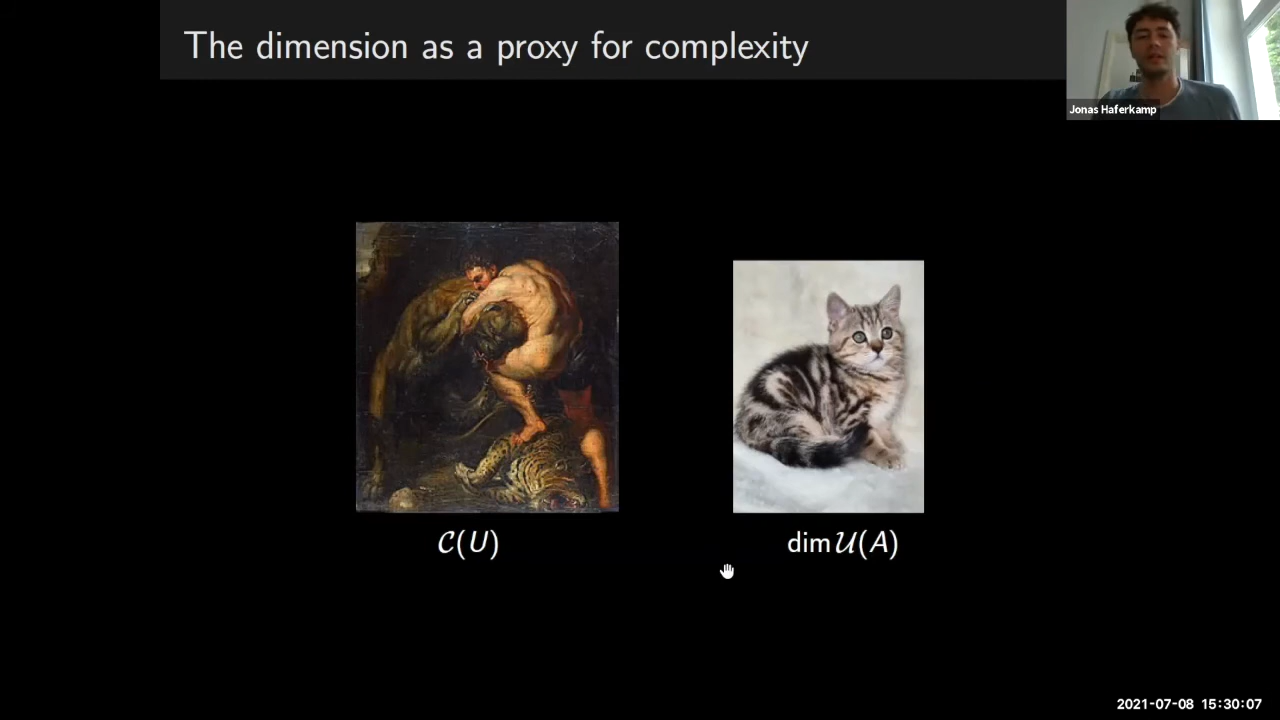 The dimension as a proxy for complexity
Jonas Haferkamp
𝒞(U)
dim 𝒰(A)
2021-07-08 15:30:07